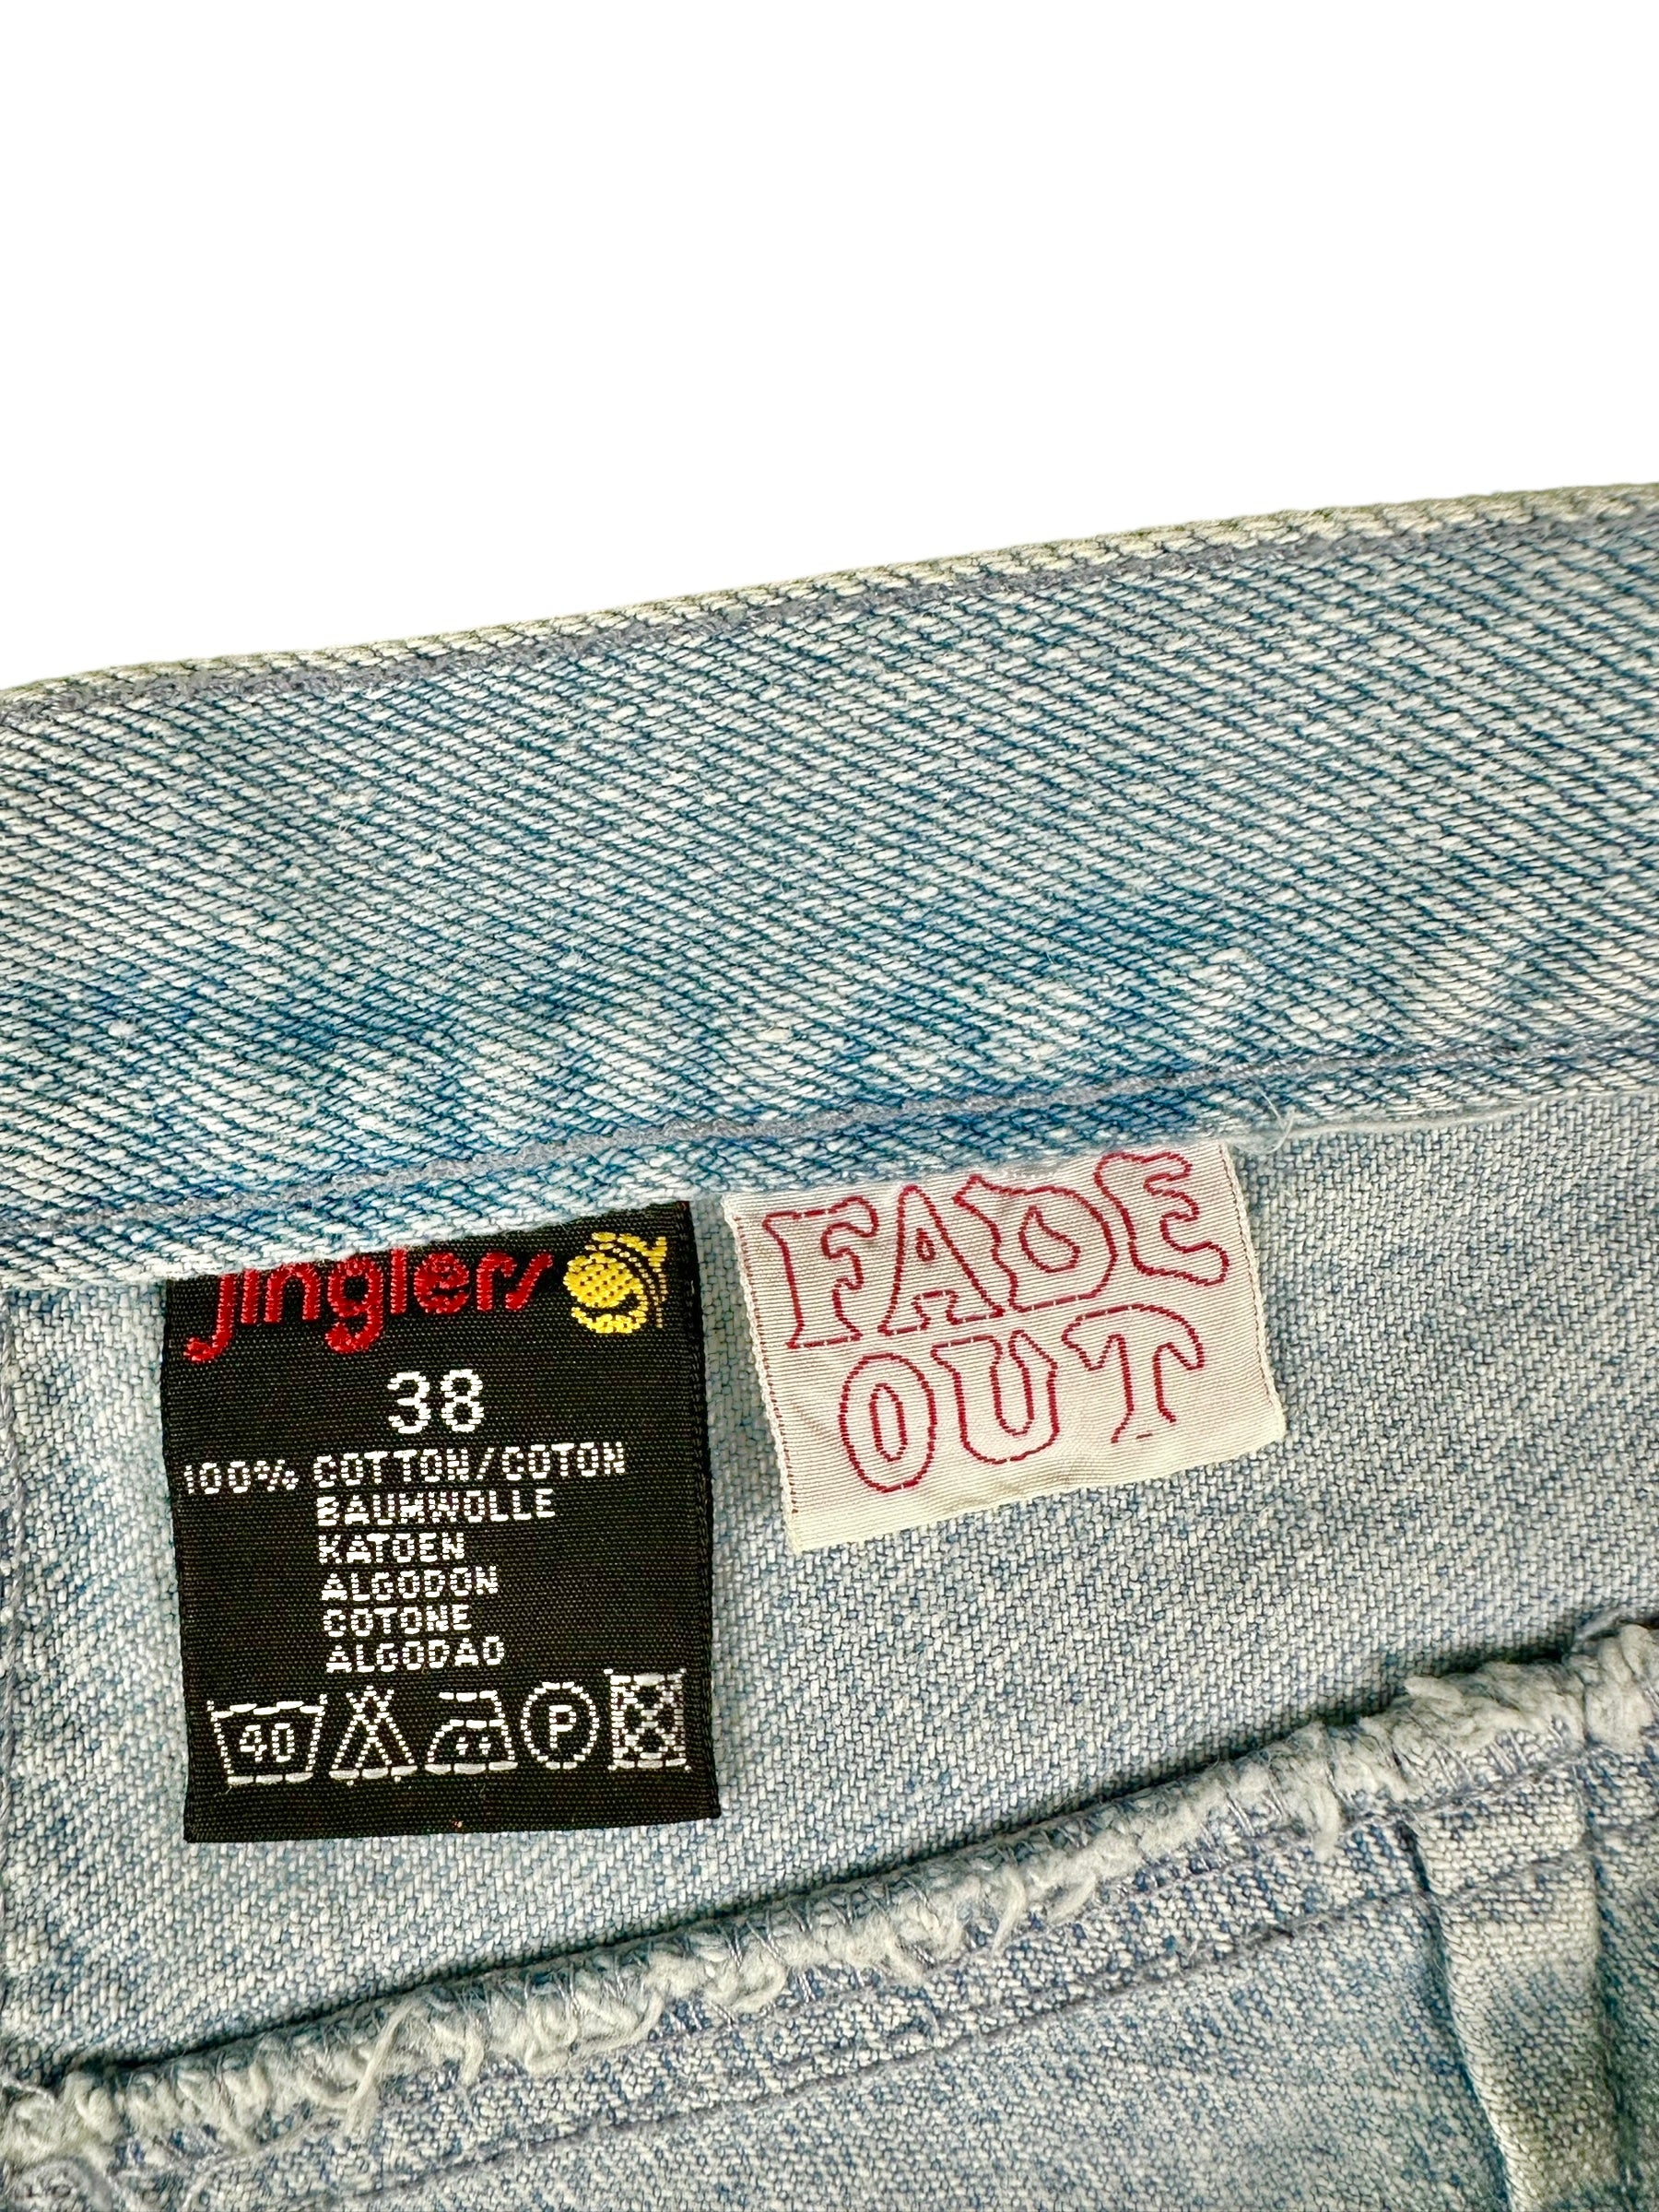 jinglers
38
100% COTTON/COTON
BAUMWOLLE
KATOEN
ALGODON
COTONE
ALGODAO
40 P
FADE
OUT